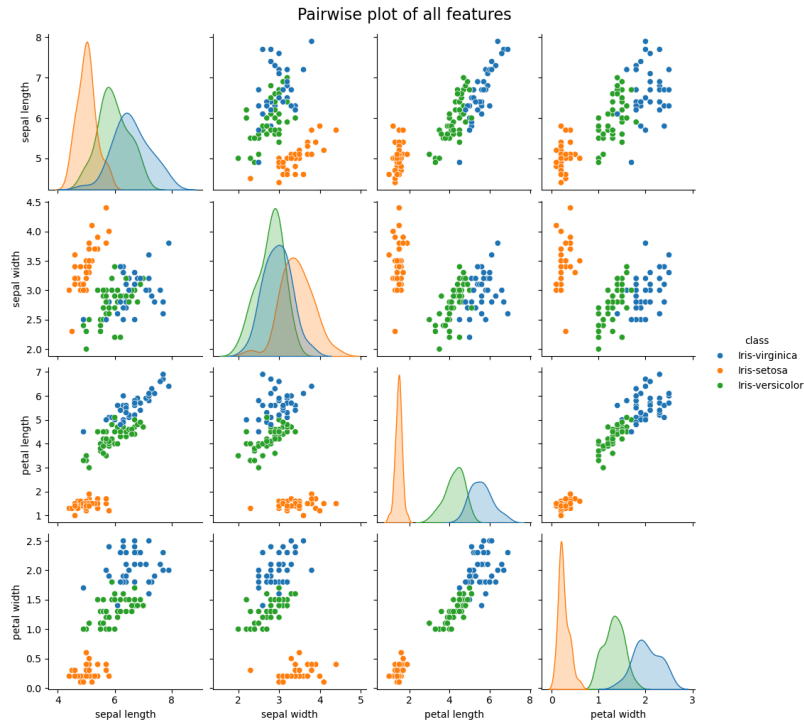 Pairwise plot of all features
8
7
6
5
sepal length
4.5
4.0
3.5
3.0
2.5
2.0
sepal width
class
Iris-virginica
Iris-setosa
Iris-versicolor
7
6
5
4
3
2
1
petal length
2.5
2.0
1.5
1.0
0.5
0.0
petal width
4 6 8
2 3 4 5
0 2 4 6 8
0 1 2 3
sepal length sepal width petal length petal width